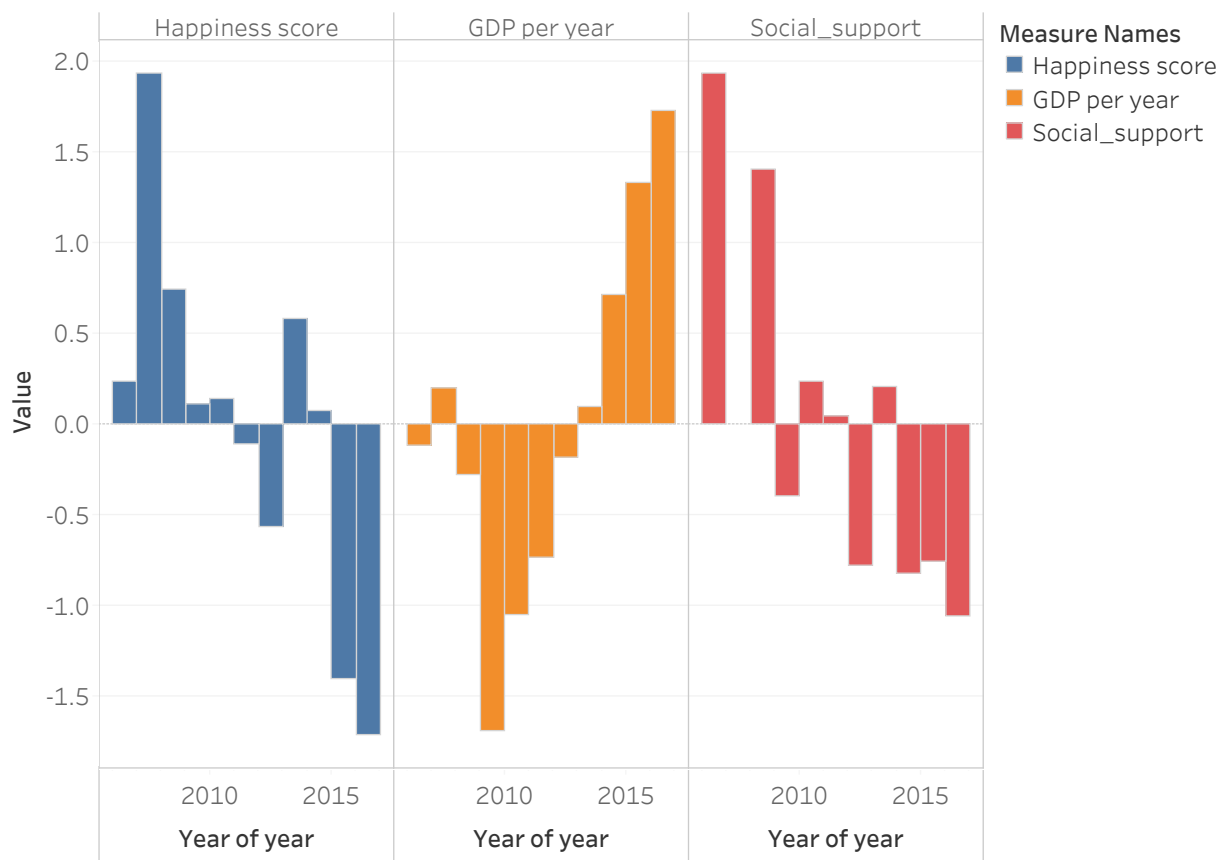 Happiness score GDP per year Social_support
Measure Names
Happiness score
GDP per year
Social_support
2.0
1.5
1.0
0.5
0.0
-0.5
-1.0
-1.5
Value
2010 2015 2010 2015 2010 2015
Year of year Year of year Year of year